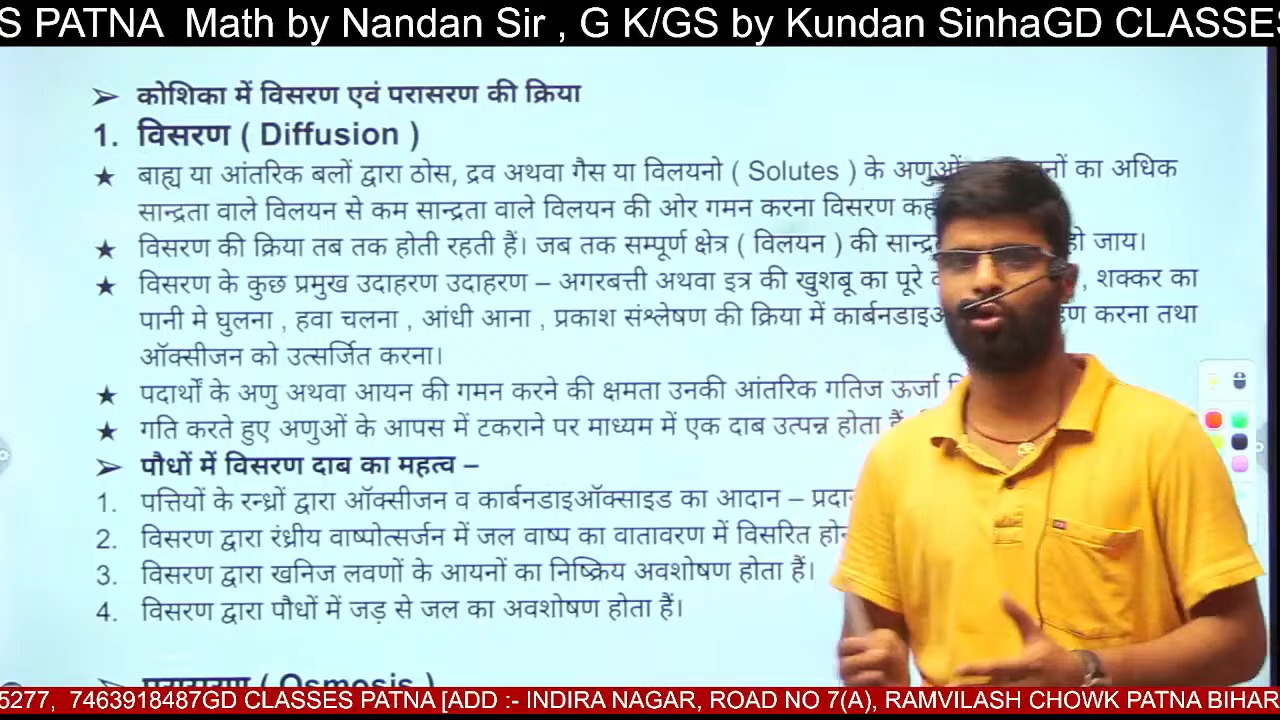 S PATNA Math by Nandan Sir , G K/GS by Kundan SinhaGD CLASSES
➢ कोशिका में विसरण एवं परासरण की क्रिया
1. विसरण ( Diffusion )
★ बाह्य या आंतरिक बलों द्वारा ठोस, द्रव अथवा गैस या विलयनो ( Solutes ) के अणुओं का अधिक
सान्द्रता वाले विलयन से कम सान्द्रता वाले विलयन की ओर गमन करना विसरण
★ विसरण की क्रिया तब तक होती रहती हैं। जब तक सम्पूर्ण क्षेत्र ( विलयन ) की हो जाय।
★ विसरण के कुछ प्रमुख उदाहरण उदाहरण – अगरबत्ती अथवा इत्र की खुशबू का पूरे , शक्कर का
पानी मे घुलना , हवा चलना , आंधी आना , प्रकाश संश्लेषण की क्रिया में करना तथा
ऑक्सीजन को उत्सर्जित करना।
★ पदार्थों के अणु अथवा आयन की गमन करने की क्षमता उनकी आंतरिक गतिज ऊर्जा
★ गति करते हुए अणुओं के आपस में टकराने पर माध्यम में एक दाब उत्पन्न होता है
➢ पौधों में विसरण दाब का महत्व –
1. पत्तियों के रन्ध्रों द्वारा ऑक्सीजन व कार्बनडाइऑक्साइड का आदान –
2. विसरण द्वारा रंध्रीय वाष्पोत्सर्जन में जल वाष्प का वातावरण में विसरित
3. विसरण द्वारा खनिज लवणों के आयनों का निष्क्रिय अवशोषण होता हैं।
4. विसरण द्वारा पौधों में जड़ से जल का अवशोषण होता हैं।
( Osmosis )
5277, 7463918487GD CLASSES PATNA [ADD :- INDIRA NAGAR, ROAD NO 7(A), RAMVILASH CHOWK PATNA BIHAR